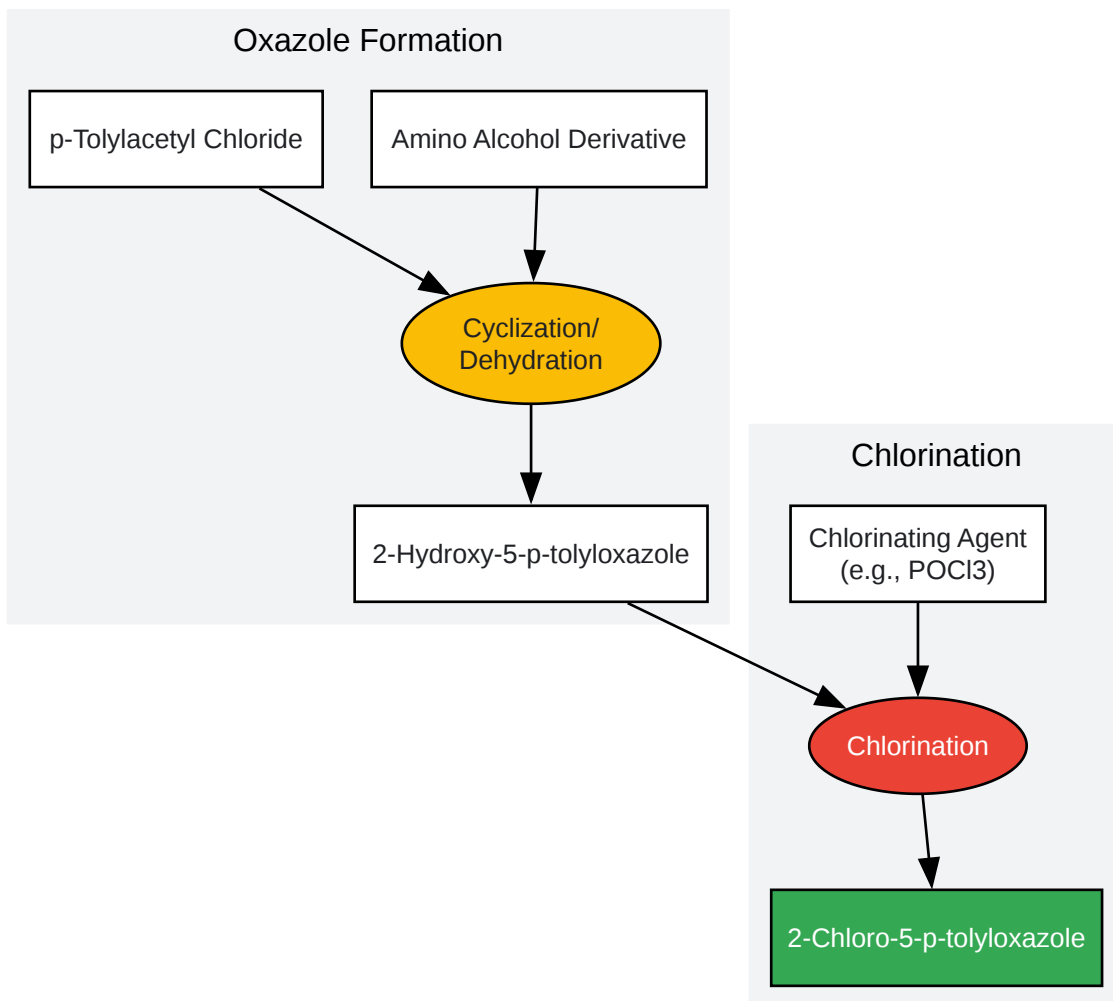 Oxazole Formation
p-Tolylacetyl Chloride
Amino Alcohol Derivative
Cyclization/
Dehydration
2-Hydroxy-5-p-tolyloxazole
Chlorination
Chlorinating Agent
(e.g., POCl3)
Chlorination
2-Chloro-5-p-tolyloxazole